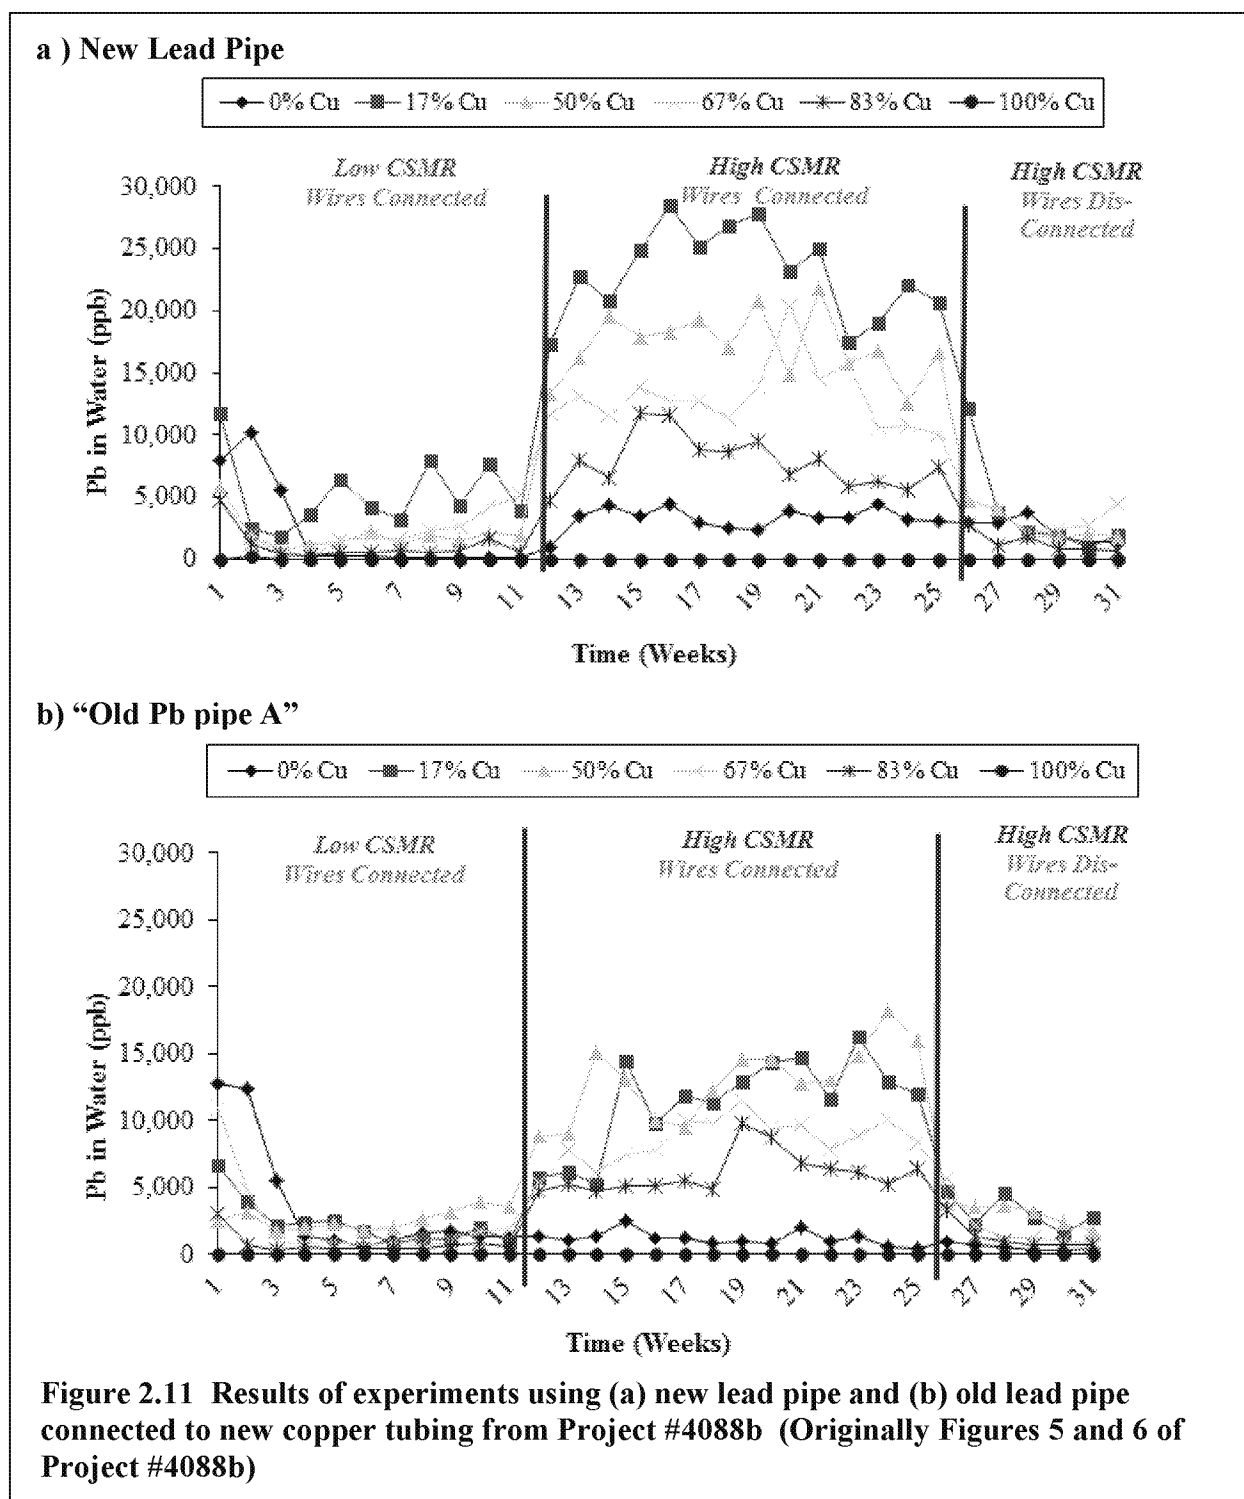 a ) New Lead Pipe
0% Cu 17% Cu 50% Cu 67% Cu 83% Cu 100% Cu
Low CSMR
Wires Connected
High CSMR
Wires Connected
High CSMR
Wires Dis-
Connected
30,000
25,000
20,000
15,000
10,000
5,000
0
Pb in Water (ppb)
1 3 5 7 9 11 13 15 17 19 21 23 25 27 29 31
Time (Weeks)
b) “Old Pb pipe A”
0% Cu 17% Cu 50% Cu 67% Cu 83% Cu 100% Cu
Low CSMR
Wires Connected
High CSMR
Wires Connected
High CSMR
Wires Dis-
Connected
30,000
25,000
20,000
15,000
10,000
5,000
0
Pb in Water (ppb)
1 3 5 7 9 11 13 15 17 19 21 23 25 27 29 31
Time (Weeks)
Figure 2.11 Results of experiments using (a) new lead pipe and (b) old lead pipe
connected to new copper tubing from Project #4088b (Originally Figures 5 and 6 of
Project #4088b)